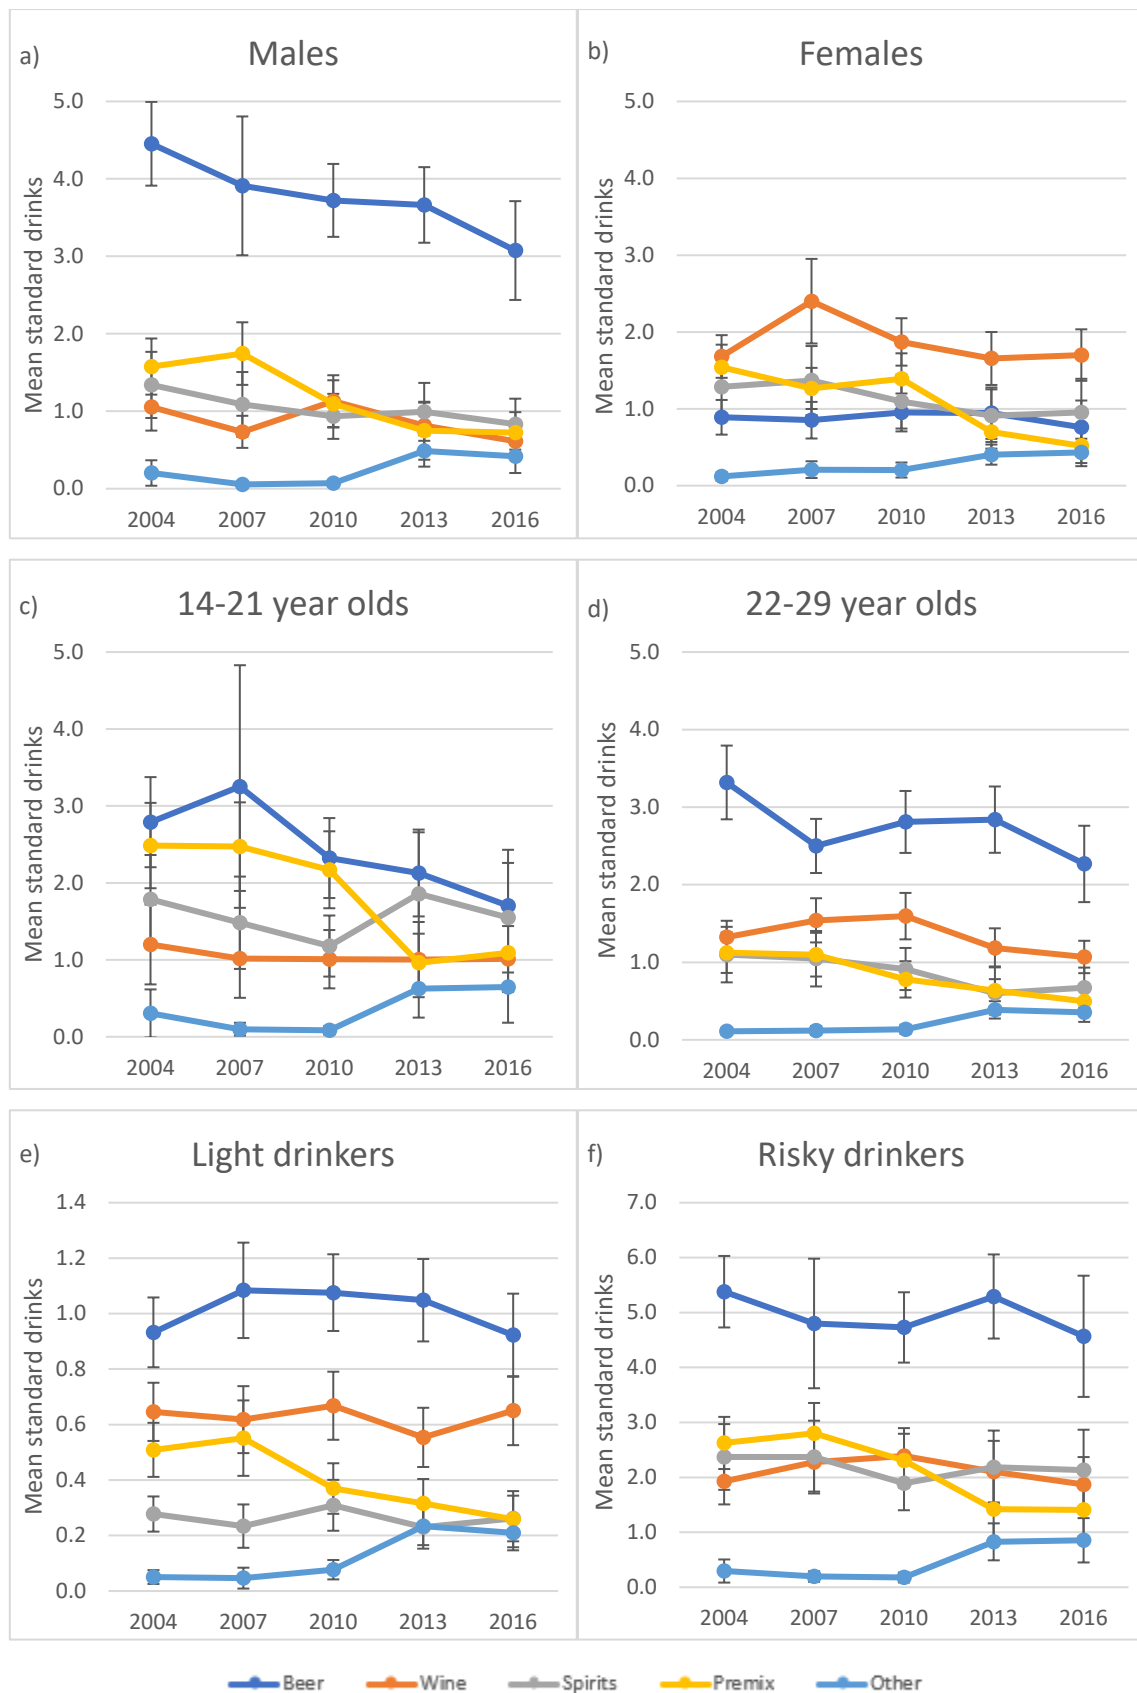 a)
Males
Mean standard drinks
5.0
4.0
3.0
2.0
1.0
0.0
2004 2007 2010 2013 2016
b)
Females
Mean standard drinks
5.0
4.0
3.0
2.0
1.0
0.0
2004 2007 2010 2013 2016
c)
14-21 year olds
Mean standard drinks
5.0
4.0
3.0
2.0
1.0
0.0
2004 2007 2010 2013 2016
d)
22-29 year olds
Mean standard drinks
5.0
4.0
3.0
2.0
1.0
0.0
2004 2007 2010 2013 2016
e)
Light drinkers
Mean standard drinks
1.4
1.2
1.0
0.8
0.6
0.4
0.2
0.0
2004 2007 2010 2013 2016
f)
Risky drinkers
Mean standard drinks
7.0
6.0
5.0
4.0
3.0
2.0
1.0
0.0
2004 2007 2010 2013 2016
Beer Wine Spirits Premix Other